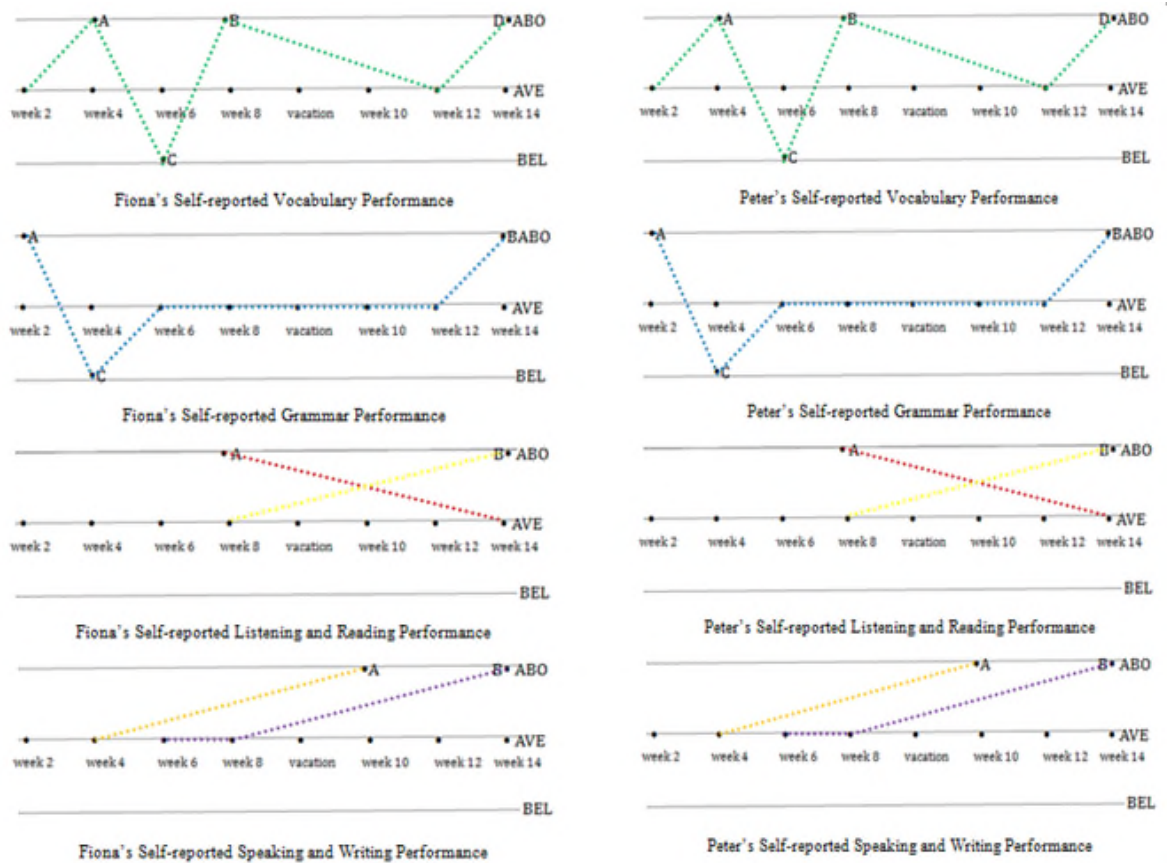 A
B
D ABO
AVE
week 2 week 4 week 6 week 8 vacation week 10 week 12 week 14
C
BEL
Fiona's Self-reported Vocabulary Performance
A
B
D ABO
AVE
week 2 week 4 week 6 week 8 vacation week 10 week 12 week 14
C
BEL
Peter's Self-reported Vocabulary Performance
A
BABO
AVE
week 2 week 4 week 6 week 8 vacation week 10 week 12 week 14
C
BEL
Fiona's Self-reported Grammar Performance
A
BABO
AVE
week 2 week 4 week 6 week 8 vacation week 10 week 12 week 14
C
BEL
Peter's Self-reported Grammar Performance
A
B ABO
AVE
week 2 week 4 week 6 week 8 vacation week 10 week 12 week 14
BEL
Fiona's Self-reported Listening and Reading Performance
A
B ABO
AVE
week 2 week 4 week 6 week 8 vacation week 10 week 12 week 14
BEL
Peter's Self-reported Listening and Reading Performance
A
B ABO
AVE
week 2 week 4 week 6 week 8 vacation week 10 week 12 week 14
BEL
Fiona's Self-reported Speaking and Writing Performance
A
B ABO
AVE
week 2 week 4 week 6 week 8 vacation week 10 week 12 week 14
BEL
Peter's Self-reported Speaking and Writing Performance